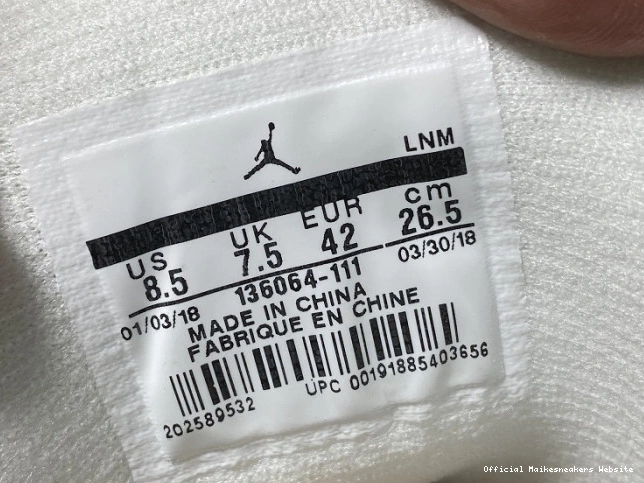 LNM
US UK EUR cm
8.5 7.5 42 26.5
136064-111
01/03/18 03/30/18
MADE IN CHINA
FABRIQUE EN CHINE
202589532 UPC 00191885403656
Official Maikesneakers Website